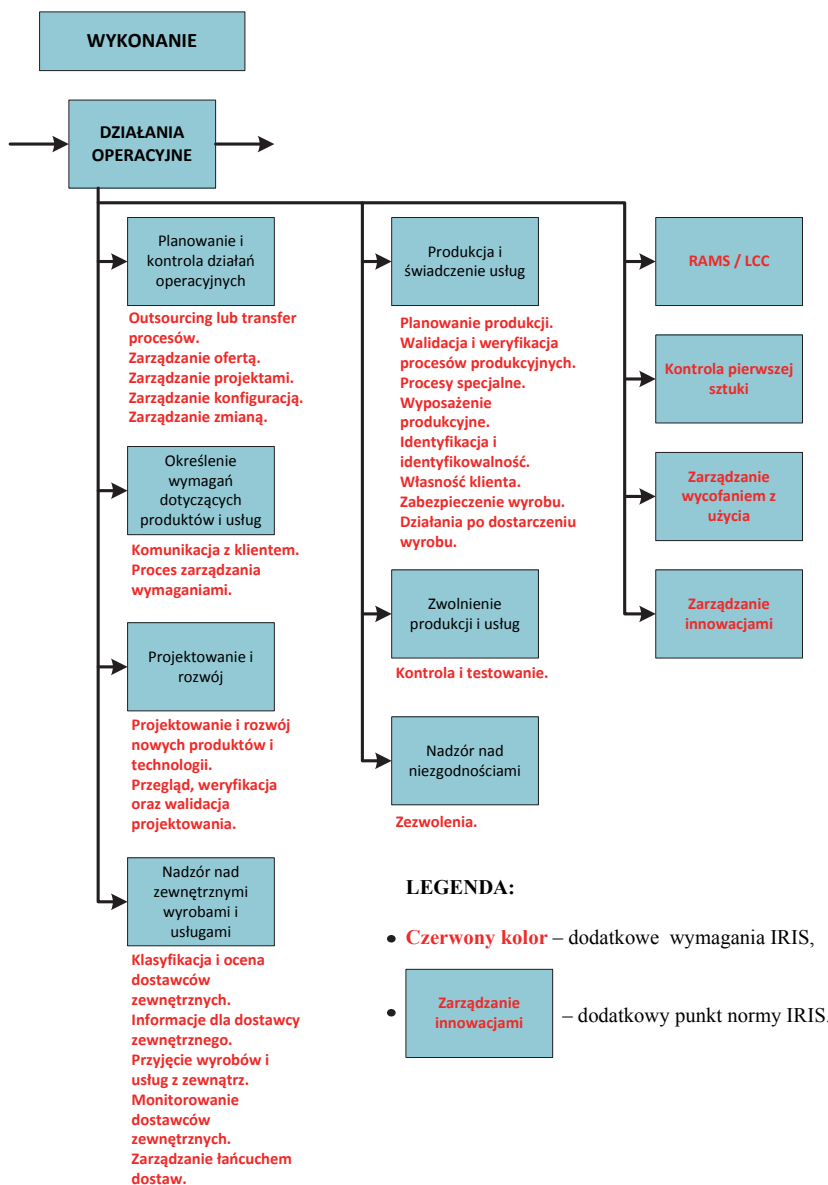 WYKONANIE
DZIAŁANIA
OPERACYJNE
Planowanie i
kontrola działań
operacyjnych
Outsourcing lub transfer
procesów.
Zarządzanie ofertą.
Zarządzanie projektami.
Zarządzanie konfiguracją.
Zarządzanie zmianą.
Określenie
wymagań
dotyczących
produktów i usług
Komunikacja z klientem.
Proces zarządzania
wymaganiami.
Projektowanie i
rozwój
Projektowanie i rozwój
nowych produktów i
technologii.
Przegląd, weryfikacja
oraz walidacja
projektowania.
Nadzór nad
zewnętrznymi
wyrobami i
usługami
Klasyfikacja i ocena
dostawców
zewnętrznych.
Informacje dla dostawcy
zewnętrznego.
Przyjęcie wyrobów i
usług z zewnątrz.
Monitorowanie
dostawców
zewnętrznych.
Zarządzanie łańcuchem
dostaw.
Produkcja i
świadczenie usług
Planowanie produkcji.
Walidacja i weryfikacja
procesów produkcyjnych.
Procesy specjalne.
Wyposażenie
produkcyjne.
Identyfikacja i
identyfikowalność.
Własność klienta.
Zabezpieczenie wyrobu.
Działania po dostarczeniu
wyrobu.
Zwolnienie
produkcji i usług
Kontrola i testowanie.
Nadzór nad
niezgodnościami
Zezwolenia.
RAMS / LCC
Kontrola pierwszej
sztuki
Zarządzanie
wycofaniem z
użycia
Zarządzanie
innowacjami
LEGENDA:
• Czerwony kolor – dodatkowe wymagania IRIS,
• Zarządzanie
innowacjami
– dodatkowy punkt normy IRIS.